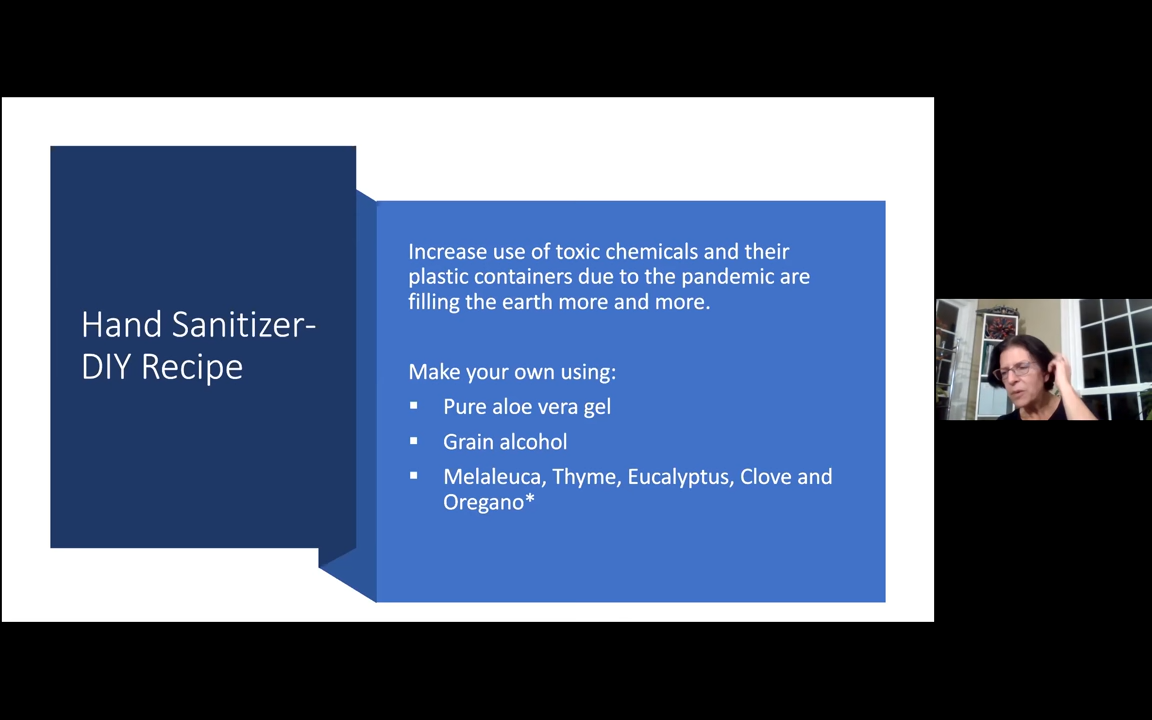 Hand Sanitizer-
DIY Recipe
Increase use of toxic chemicals and their
plastic containers due to the pandemic are
filling the earth more and more.
Make your own using:
▪ Pure aloe vera gel
▪ Grain alcohol
▪ Melaleuca, Thyme, Eucalyptus, Clove and
Oregano*